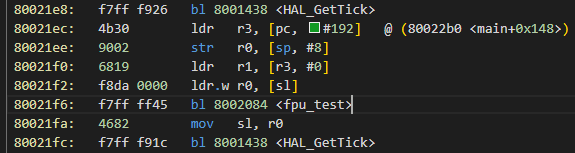 80021e8: f7ff f926 bl 8001438 <HAL_GetTick>
80021ec: 4b30 ldr r3, [pc, #192] @ (80022b0 <main+0x148>)
80021ee: 9002 str r0, [sp, #8]
80021f0: 6819 ldr r1, [r3, #0]
80021f2: f8da 0000 ldr.w r0, [sl]
80021f6: f7ff ff45 bl 8002084 <fpu_test>
80021fa: 4682 mov sl, r0
80021fc: f7ff f91c bl 8001438 <HAL_GetTick>